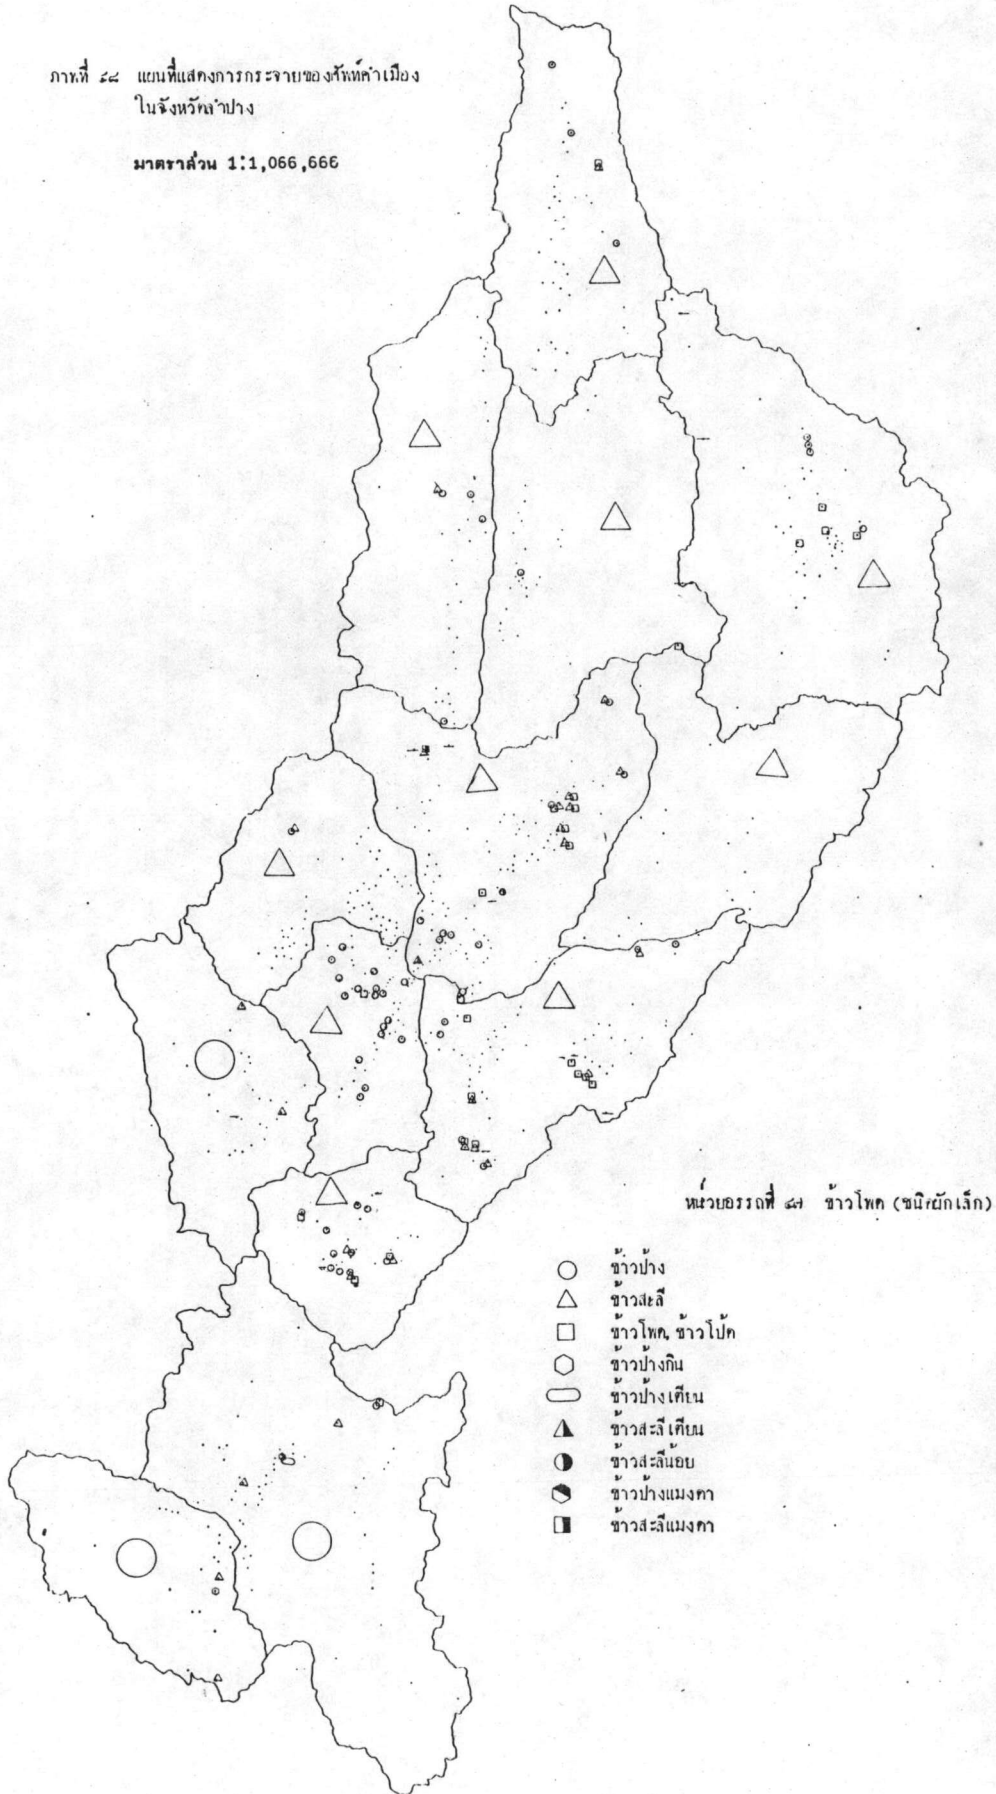 ภาพที่ ๕๘ แผนที่แสดงการกระจายของศัพท์คำเมือง
ในจังหวัดลำปาง
มาตราส่วน 1:1,066,666
หน่วยอรรถที่ ๔๗ ข้าวโพด (ชนิดฝักเล็ก)
ข้าวป้าง
ข้าวสะลี
ข้าวโพด, ข้าวโป้ด
ข้าวป้างกิน
ข้าวป้างเทียน
ข้าวสะลีเทียน
ข้าวสะลีน้อย
ข้าวป้างแมงดา
ข้าวสะลีแมงดา